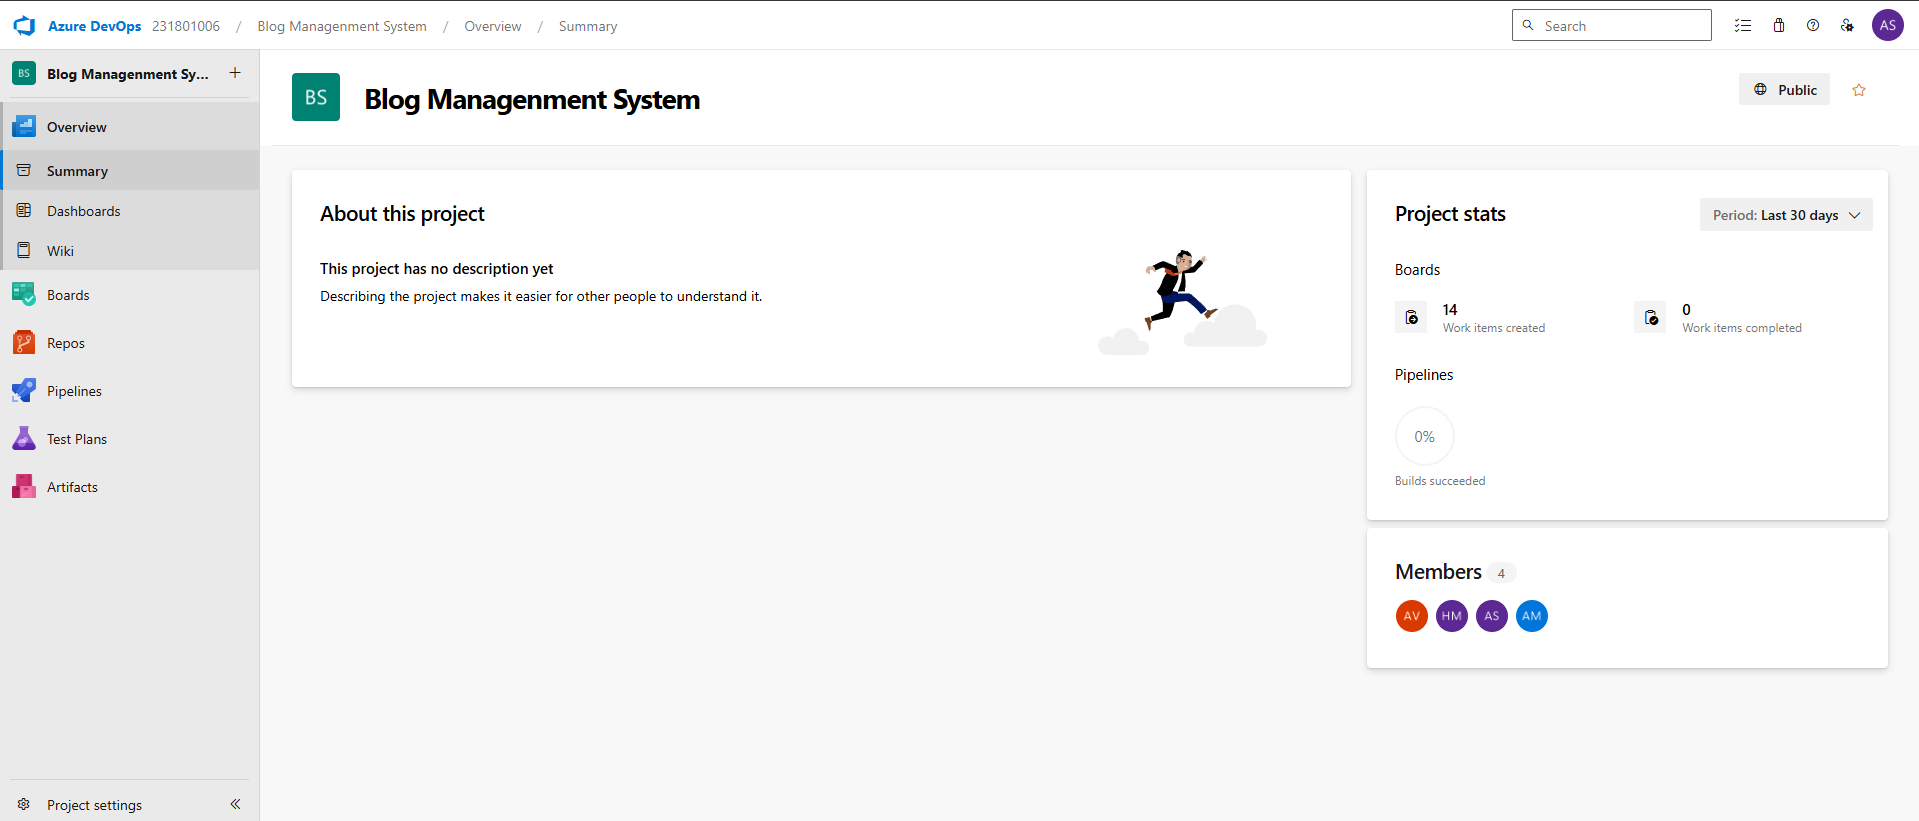 Azure DevOps 231801006 / Blog Managenment System / Overview / Summary
Search
AS
BS Blog Managenment Sy... +
Overview
Summary
Dashboards
Wiki
Boards
Repos
Pipelines
Test Plans
Artifacts
Project settings
BS Blog Managenment System
Public
About this project
This project has no description yet
Describing the project makes it easier for other people to understand it.
Project stats
Period: Last 30 days
Boards
14
Work items created
0
Work items completed
Pipelines
0%
Builds succeeded
Members 4
AV HM AS AM